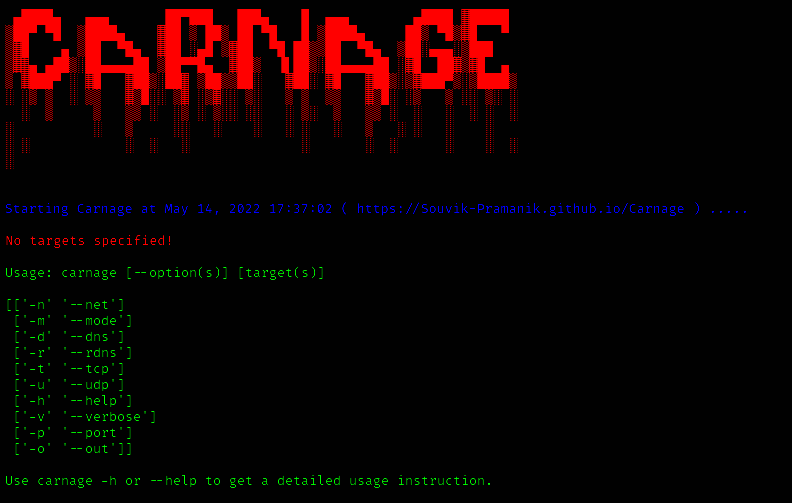 CARNAGE
Starting Carnage at May 14, 2022 17:37:02 ( https://Souvik-Pramanik.github.io/Carnage ) .....
No targets specified!
Usage: carnage [--option(s)] [target(s)]
[['-n' '--net']
['-m' '--mode']
['-d' '--dns']
['-r' '--rdns']
['-t' '--tcp']
['-u' '--udp']
['-h' '--help']
['-v' '--verbose']
['-p' '--port']
['-o' '--out']]
Use carnage -h or --help to get a detailed usage instruction.